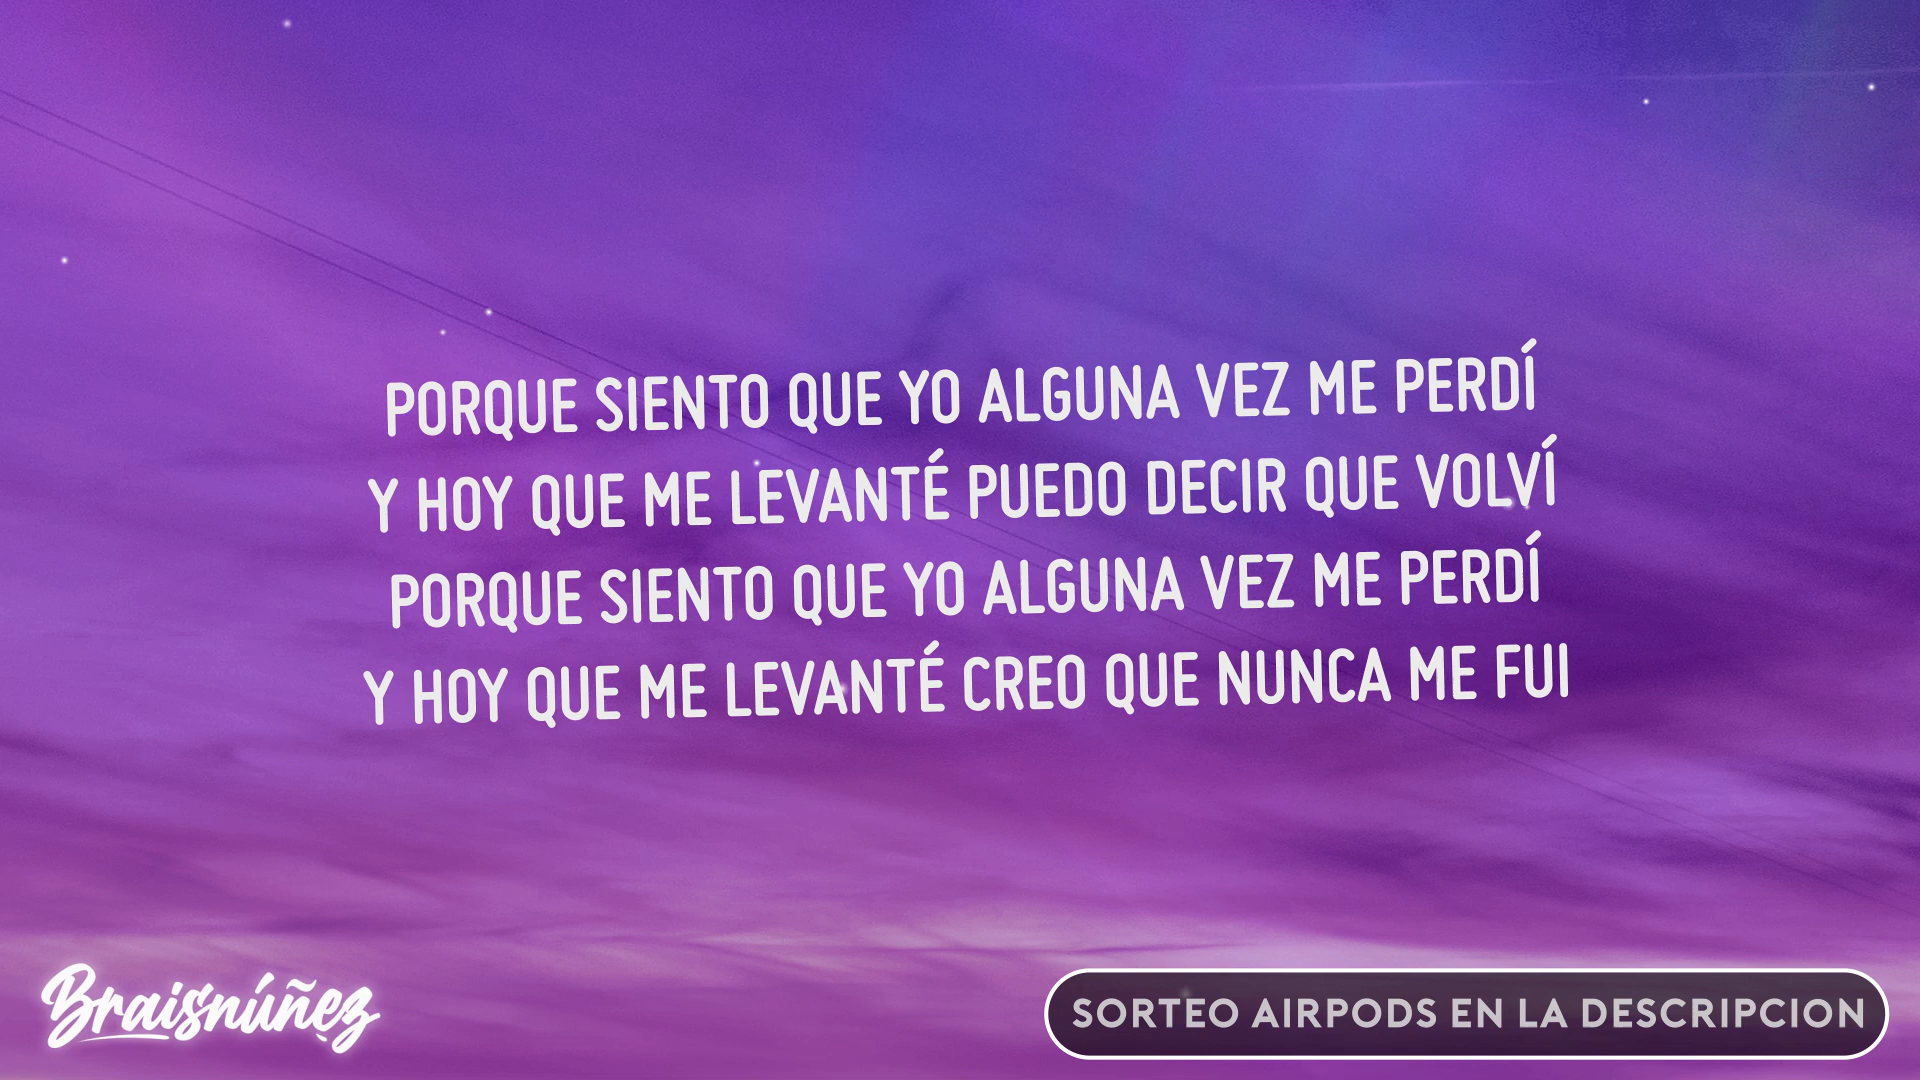 PORQUE SIENTO QUE YO ALGUNA VEZ ME PERDÍ
Y HOY QUE ME LEVANTÉ PUEDO DECIR QUE VOLVÍ
PORQUE SIENTO QUE YO ALGUNA VEZ ME PERDÍ
Y HOY QUE ME LEVANTÉ CREO QUE NUNCA ME FUI
Braisnúñez
SORTEO AIRPODS EN LA DESCRIPCION